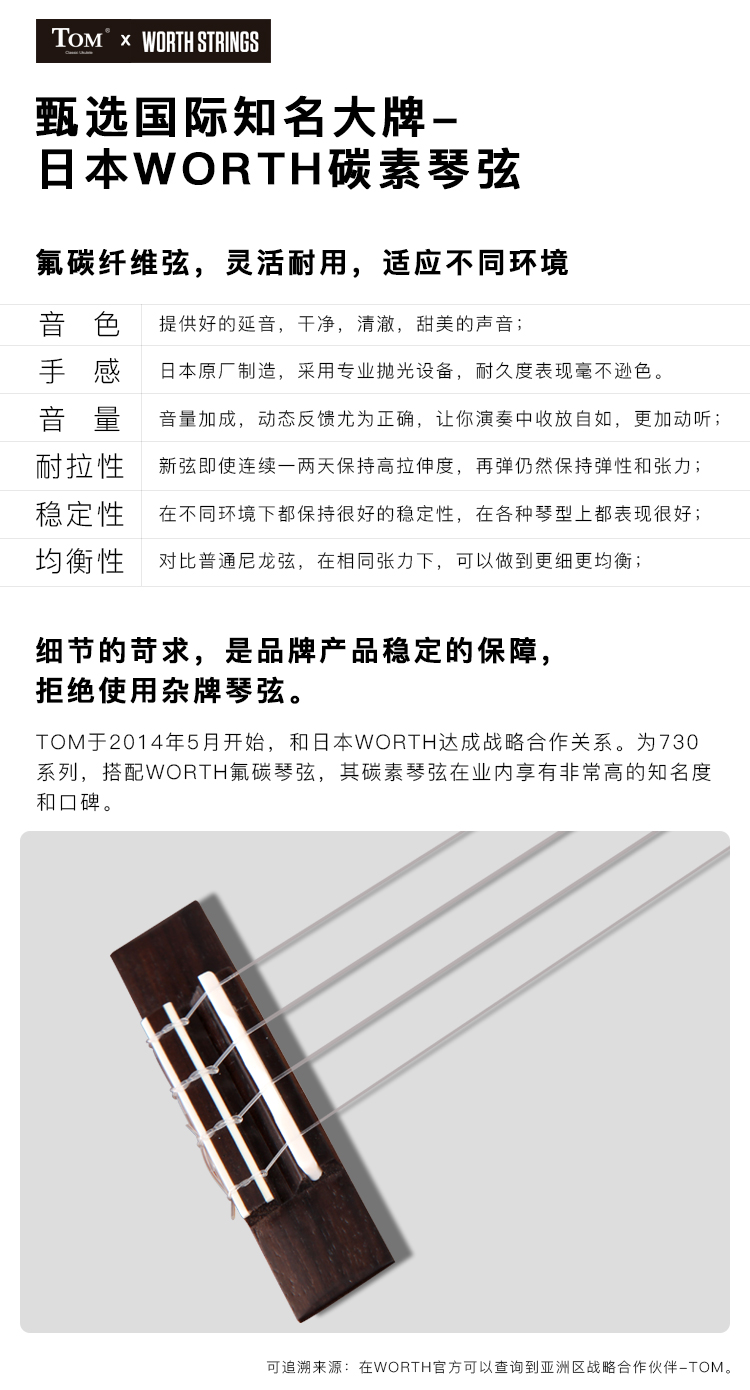 TOM® x WORTH STRINGS
Classic Ukulele
甄选国际知名大牌-
日本WORTH碳素琴弦
氟碳纤维弦，灵活耐用，适应不同环境
音 色 提供好的延音，干净，清澈，甜美的声音；
手 感 日本原厂制造，采用专业抛光设备，耐久度表现毫不逊色。
音 量 音量加成，动态反馈尤为正确，让你演奏中收放自如，更加动听；
耐拉性 新弦即使连续一两天保持高拉伸度，再弹仍然保持弹性和张力；
稳定性 在不同环境下都保持很好的稳定性，在各种琴型上都表现很好；
均衡性 对比普通尼龙弦，在相同张力下，可以做到更细更均衡；
细节的苛求，是品牌产品稳定的保障，
拒绝使用杂牌琴弦。
TOM于2014年5月开始，和日本WORTH达成战略合作关系。为730
系列，搭配WORTH氟碳琴弦，其碳素琴弦在业内享有非常高的知名度
和口碑。
可追溯来源：在WORTH官方可以查询到亚洲区战略合作伙伴-TOM。